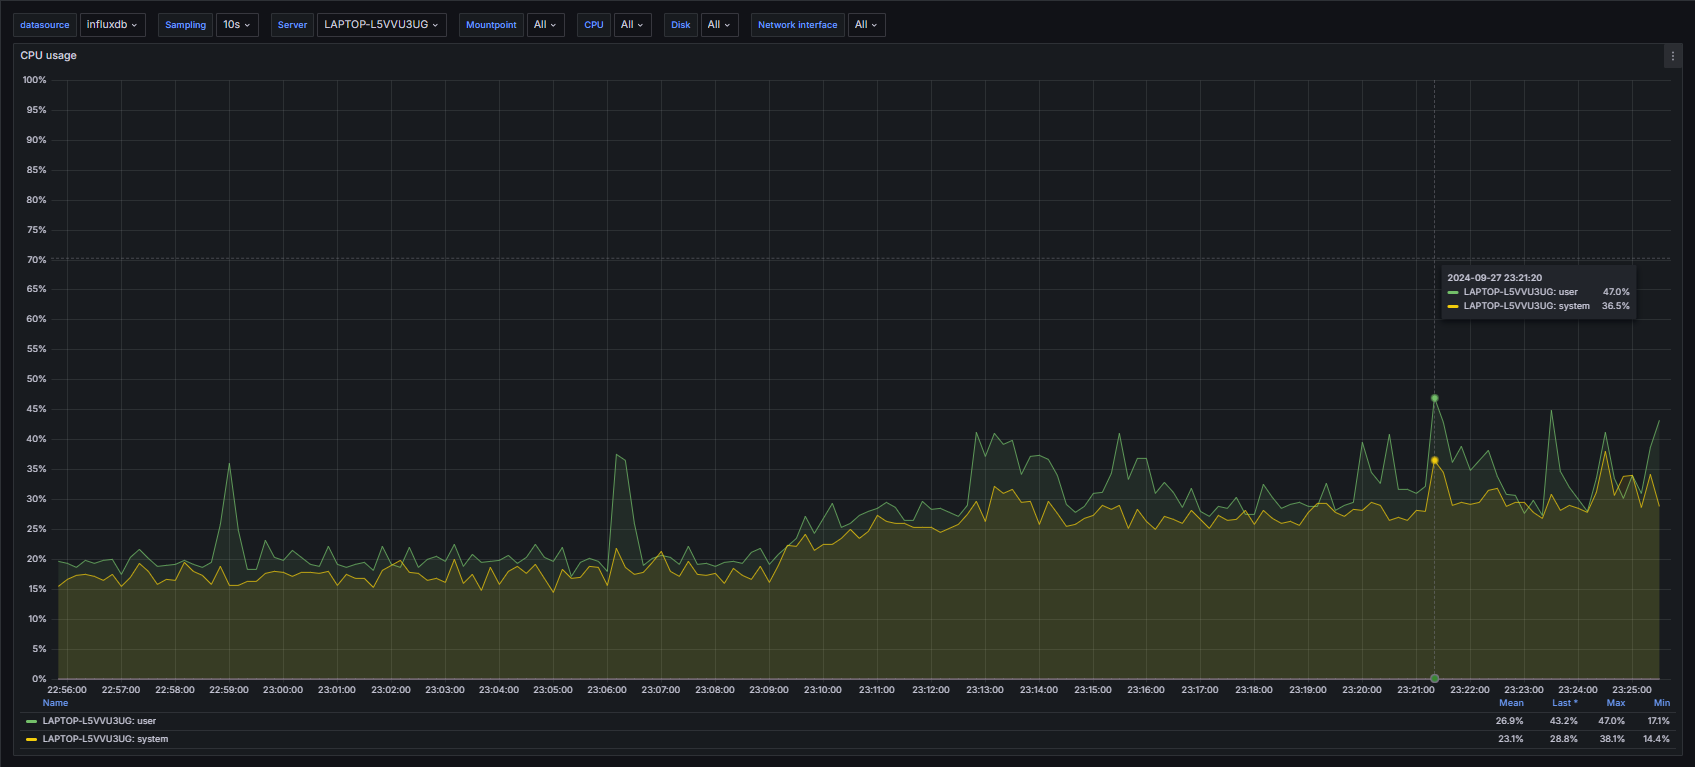 datasource influxdb Sampling 10s Server LAPTOP-L5VVU3UG Mountpoint All CPU All Disk All Network interface All
CPU usage
100%
95%
90%
85%
80%
75%
70%
65%
60%
55%
50%
45%
40%
35%
30%
25%
20%
15%
10%
5%
0%
2024-09-27 23:21:20
LAPTOP-L5VVU3UG: user 47.0%
LAPTOP-L5VVU3UG: system 36.5%
22:56:00 22:57:00 22:58:00 22:59:00 23:00:00 23:01:00 23:02:00 23:03:00 23:04:00 23:05:00 23:06:00 23:07:00 23:08:00 23:09:00 23:10:00 23:11:00 23:12:00 23:13:00 23:14:00 23:15:00 23:16:00 23:17:00 23:18:00 23:19:00 23:20:00 23:21:00 23:22:00 23:23:00 23:24:00 23:25:00
Name Mean Last * Max Min
LAPTOP-L5VVU3UG: user 26.9% 43.2% 47.0% 17.1%
LAPTOP-L5VVU3UG: system 23.1% 28.8% 38.1% 14.4%